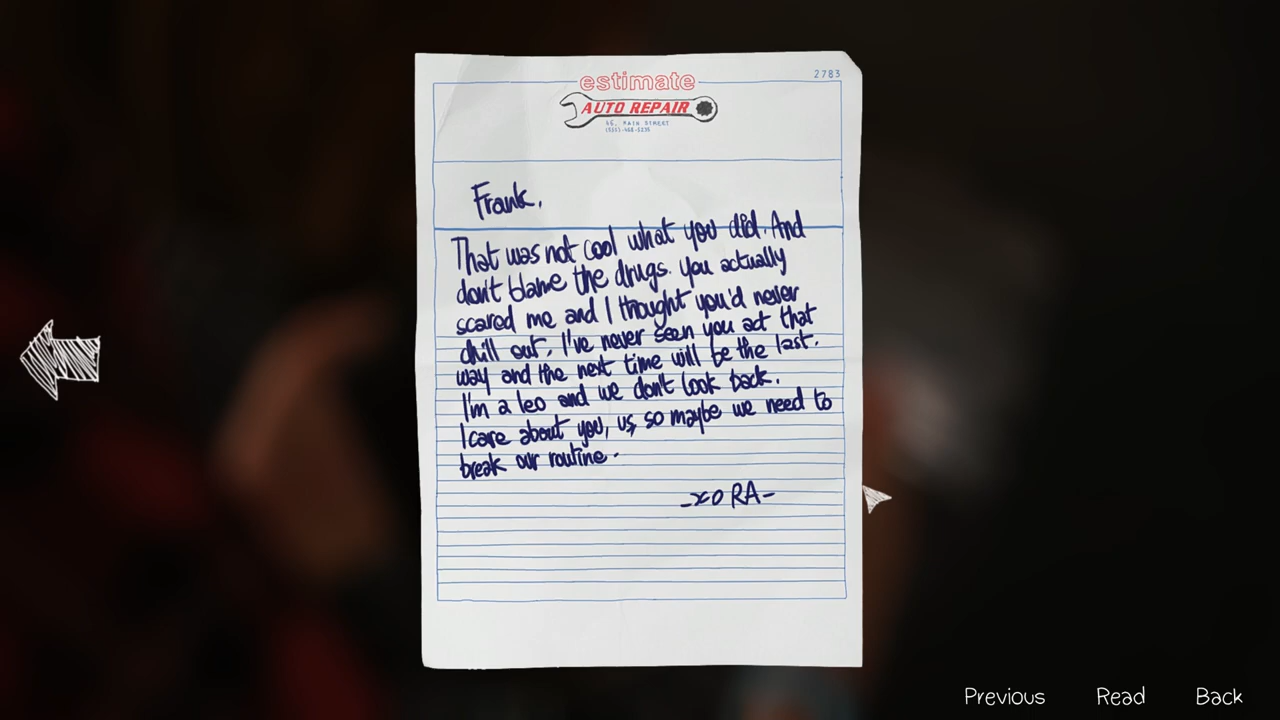 2783
estimate
AUTO REPAIR
45, MAIN STREET
Frank,
That was not cool what you did. And
don't blame the drugs. You actually
scared me and I thought you'd never
chill out. I've never seen you act that
way and the next time will be the last.
I'm a leo and we don't look back.
I care about you, us, so maybe we need to
break our routine.
-xo RA-
Previous Read Back